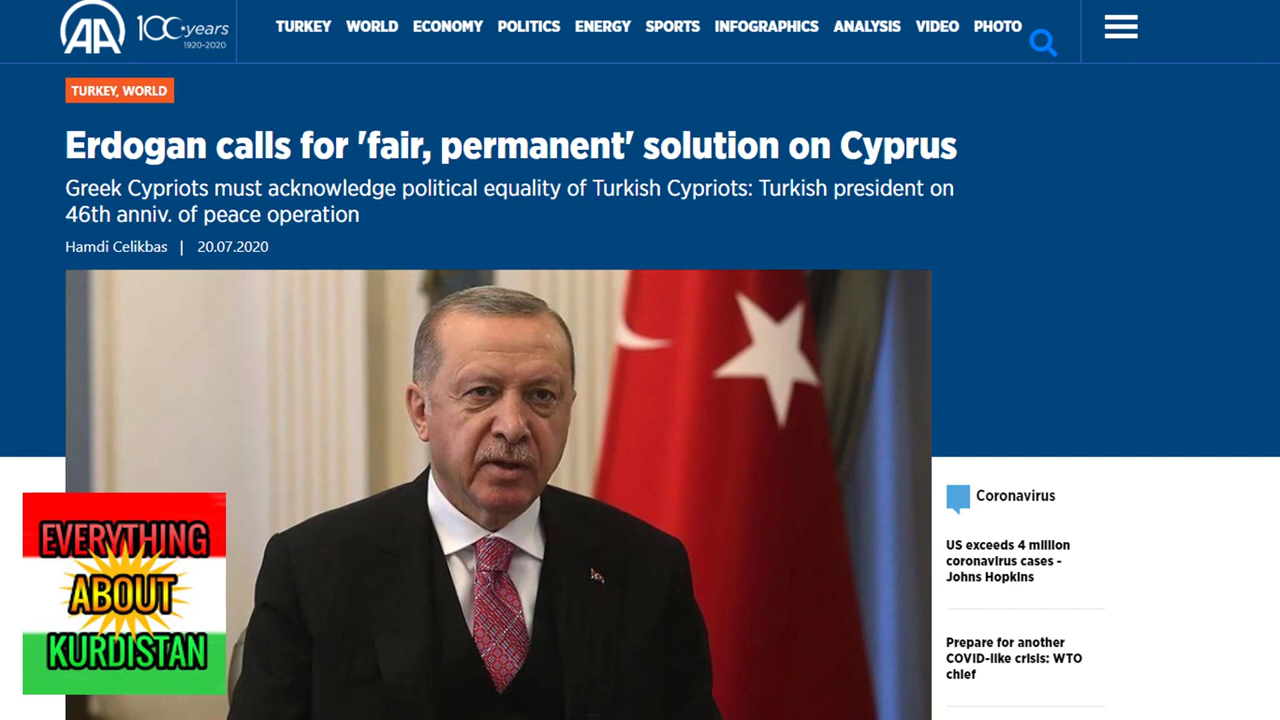 AA 100 years
1920-2020
TURKEY WORLD ECONOMY POLITICS ENERGY SPORTS INFOGRAPHICS ANALYSIS VIDEO PHOTO
TURKEY, WORLD
Erdogan calls for 'fair, permanent' solution on Cyprus
Greek Cypriots must acknowledge political equality of Turkish Cypriots: Turkish president on
46th anniv. of peace operation
Hamdi Celikbas | 20.07.2020
Coronavirus
US exceeds 4 million
coronavirus cases -
Johns Hopkins
Prepare for another
COVID-like crisis: WTO
chief
EVERYTHING
ABOUT
KURDISTAN